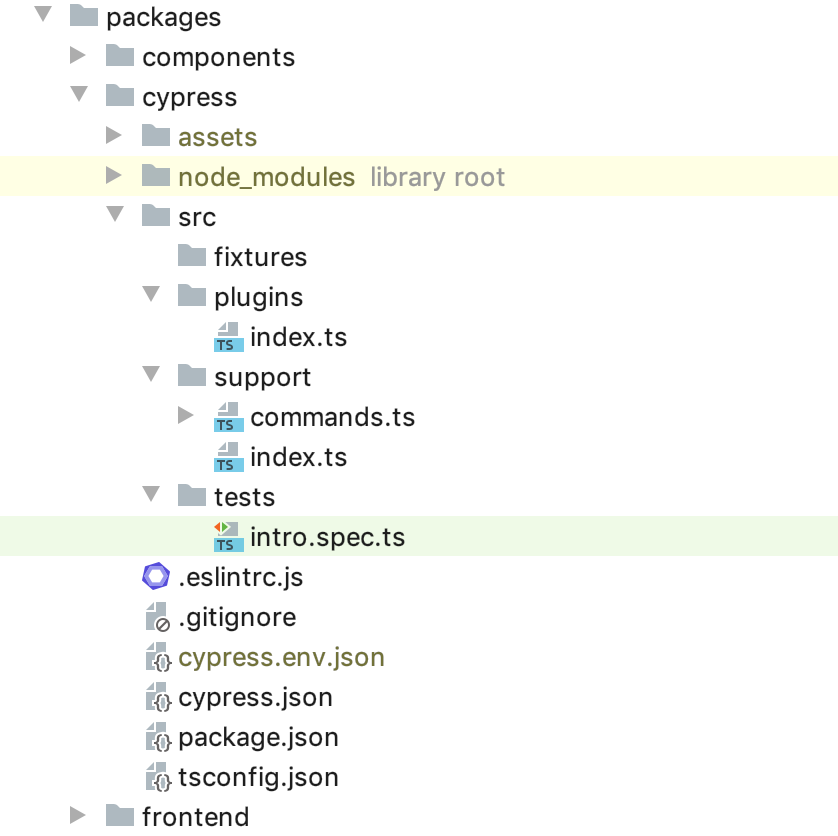 packages
components
cypress
assets
node_modules library root
src
fixtures
plugins
TS index.ts
support
TS commands.ts
TS index.ts
tests
TS intro.spec.ts
.eslintrc.js
.gitignore
{} cypress.env.json
{} cypress.json
{} package.json
{} tsconfig.json
frontend